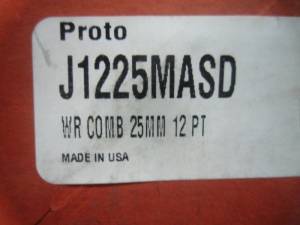 Proto
J1225MASD
WR COMB 25MM 12 PT
MADE IN USA